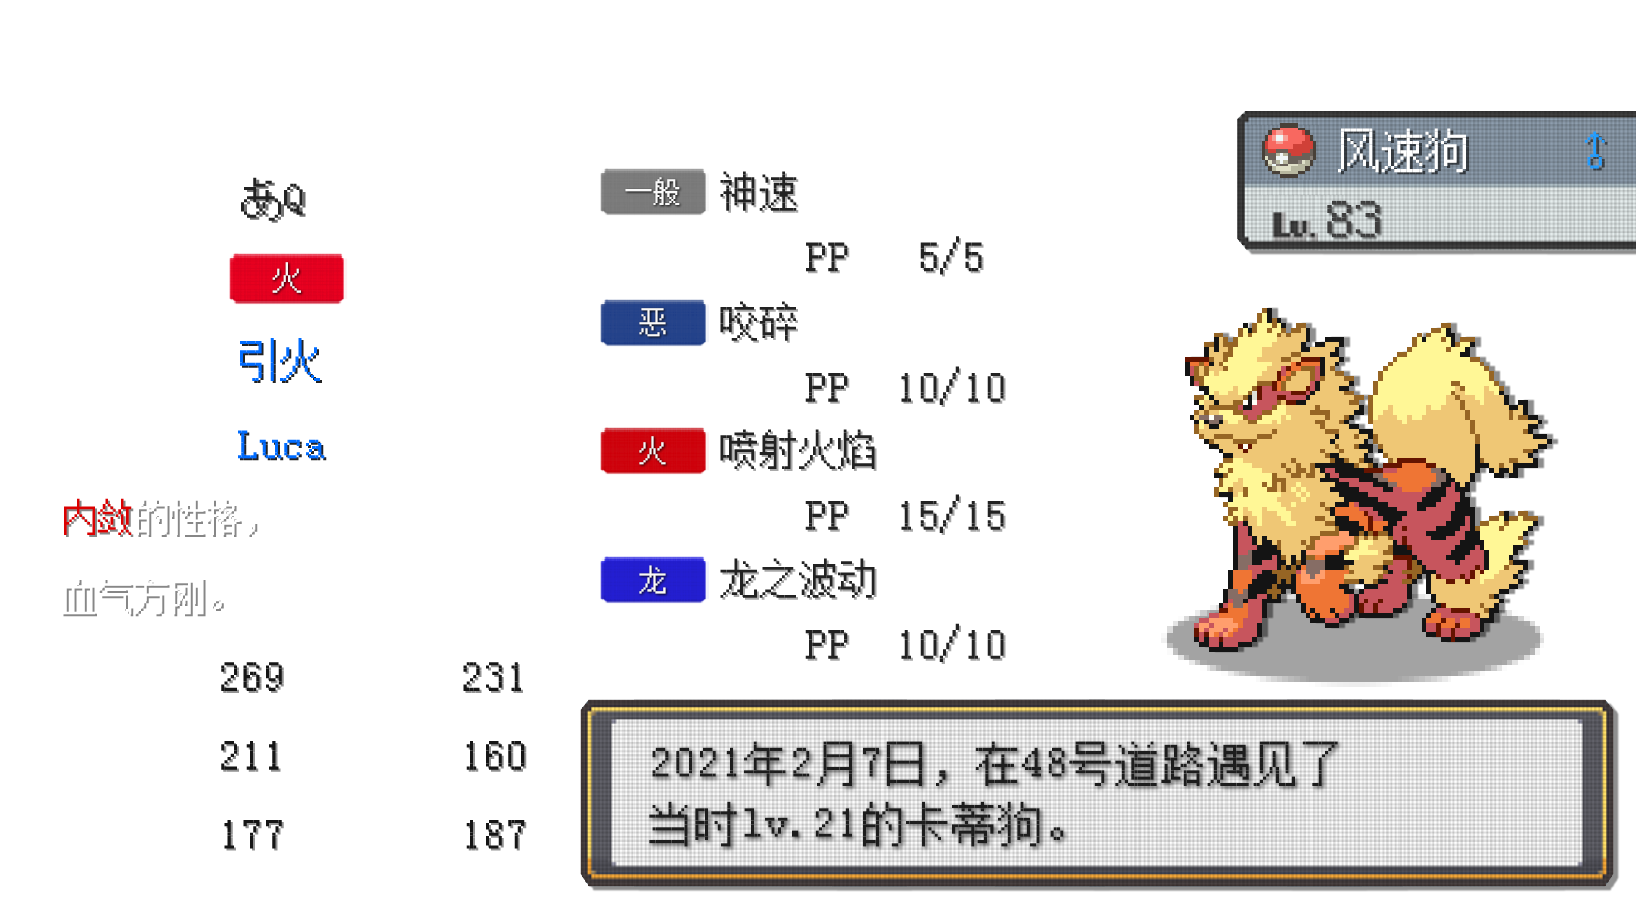 あQ
火
引火
Luca
内敛的性格，
血气方刚。
269 231
211 160
177 187
一般 神速
PP 5/5
恶 咬碎
PP 10/10
火 喷射火焰
PP 15/15
龙 龙之波动
PP 10/10
风速狗 ♂
Lv.83
2021年2月7日，在48号道路遇见了
当时lv.21的卡蒂狗。